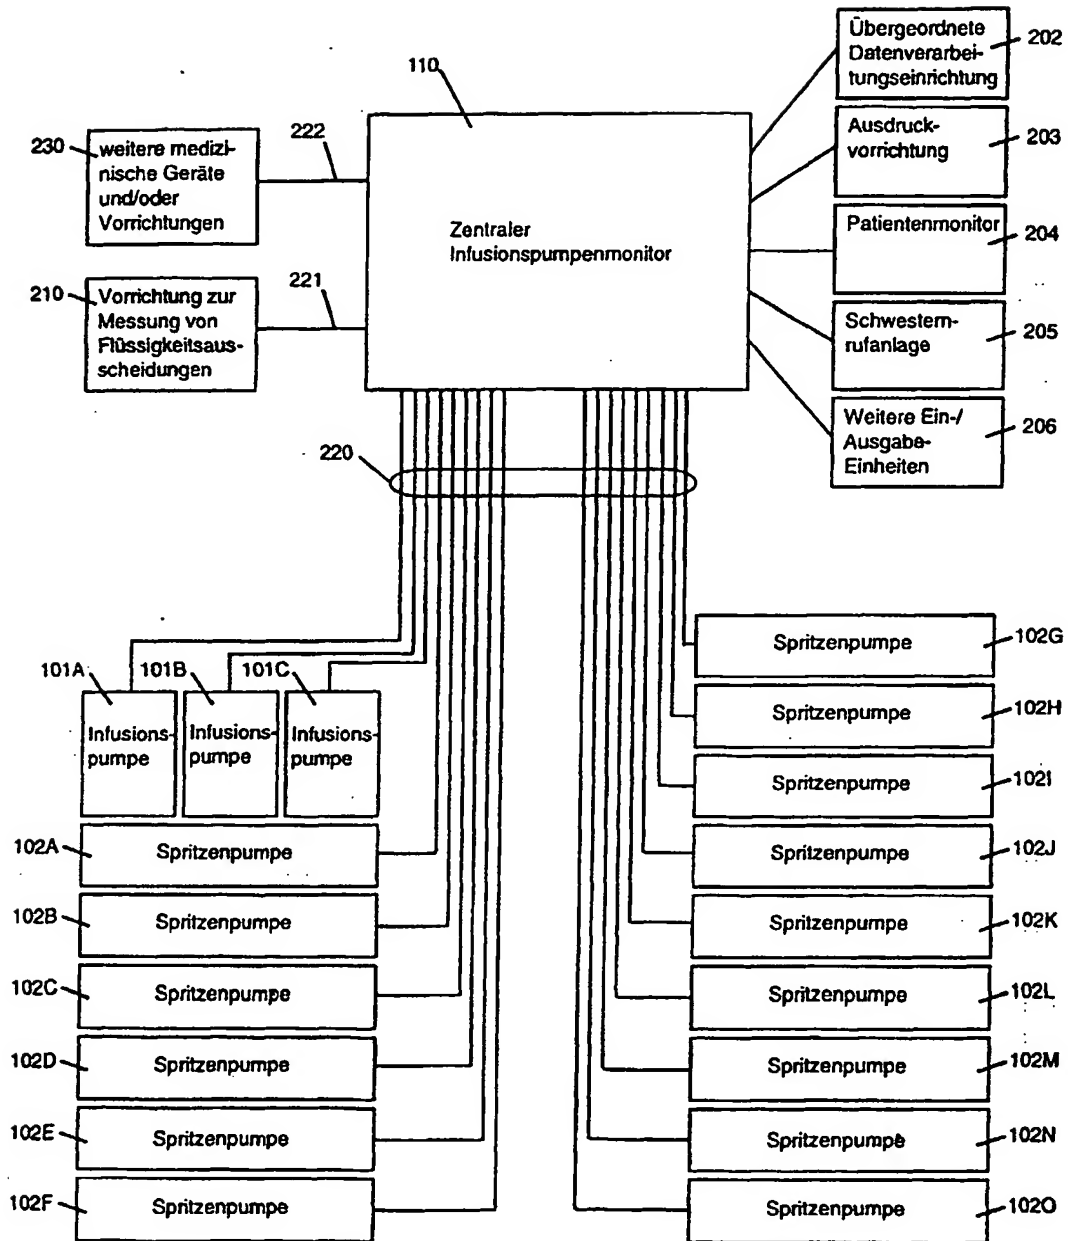 110
Zentraler
Infusionspumpenmonitor
230
weitere medizi-
nische Geräte
und/oder
Vorrichtungen
222
210
Vorrichtung zur
Messung von
Flüssigkeitsaus-
scheidungen
221
Übergeordnete
Datenverarbei-
tungseinrichtung
202
Ausdruck-
vorrichtung
203
Patientenmonitor
204
Schwestern-
rufanlage
205
Weitere Ein-/
Ausgabe-
Einheiten
206
220
101A
Infusions-
pumpe
101B
Infusions-
pumpe
101C
Infusions-
pumpe
102A
Spritzenpumpe
102B
Spritzenpumpe
102C
Spritzenpumpe
102D
Spritzenpumpe
102E
Spritzenpumpe
102F
Spritzenpumpe
Spritzenpumpe
102G
Spritzenpumpe
102H
Spritzenpumpe
102I
Spritzenpumpe
102J
Spritzenpumpe
102K
Spritzenpumpe
102L
Spritzenpumpe
102M
Spritzenpumpe
102N
Spritzenpumpe
102O